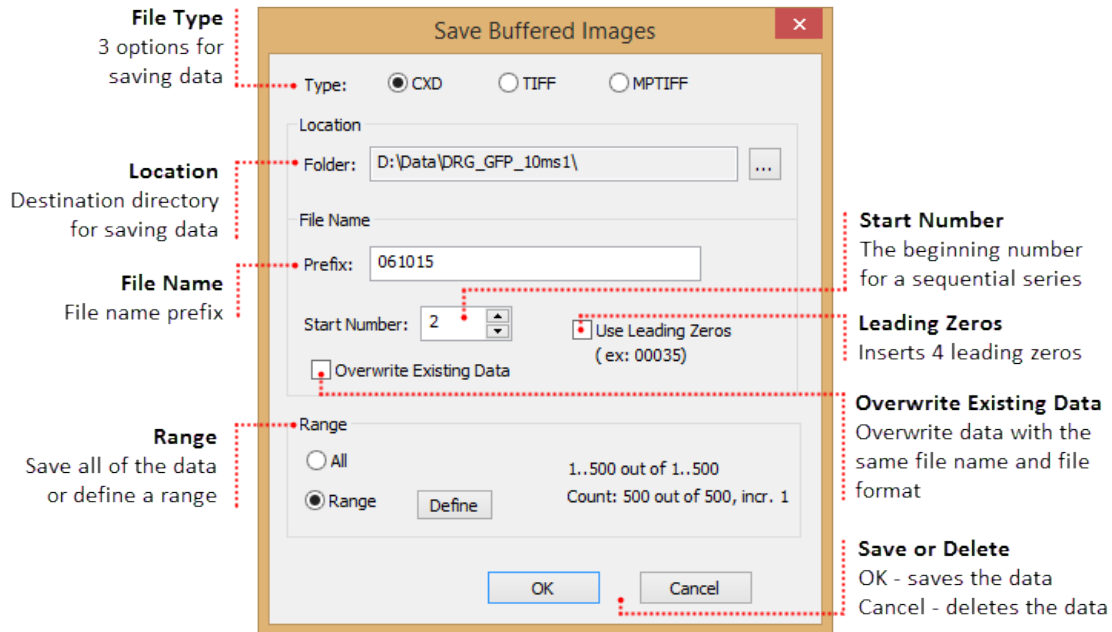 File Type
3 options for
saving data
Location
Destination directory
for saving data
File Name
File name prefix
Range
Save all of the data
or define a range
Save Buffered Images
×
Type: CXD TIFF MPTIFF
Location
Folder: D:\Data\DRG_GFP_10ms1\ ...
File Name
Prefix: 061015
Start Number: 2 Use Leading Zeros
( ex: 00035)
Overwrite Existing Data
Range
All
1..500 out of 1..500
Range Define Count: 500 out of 500, incr. 1
OK Cancel
Start Number
The beginning number
for a sequential series
Leading Zeros
Inserts 4 leading zeros
Overwrite Existing Data
Overwrite data with the
same file name and file
format
Save or Delete
OK - saves the data
Cancel - deletes the data